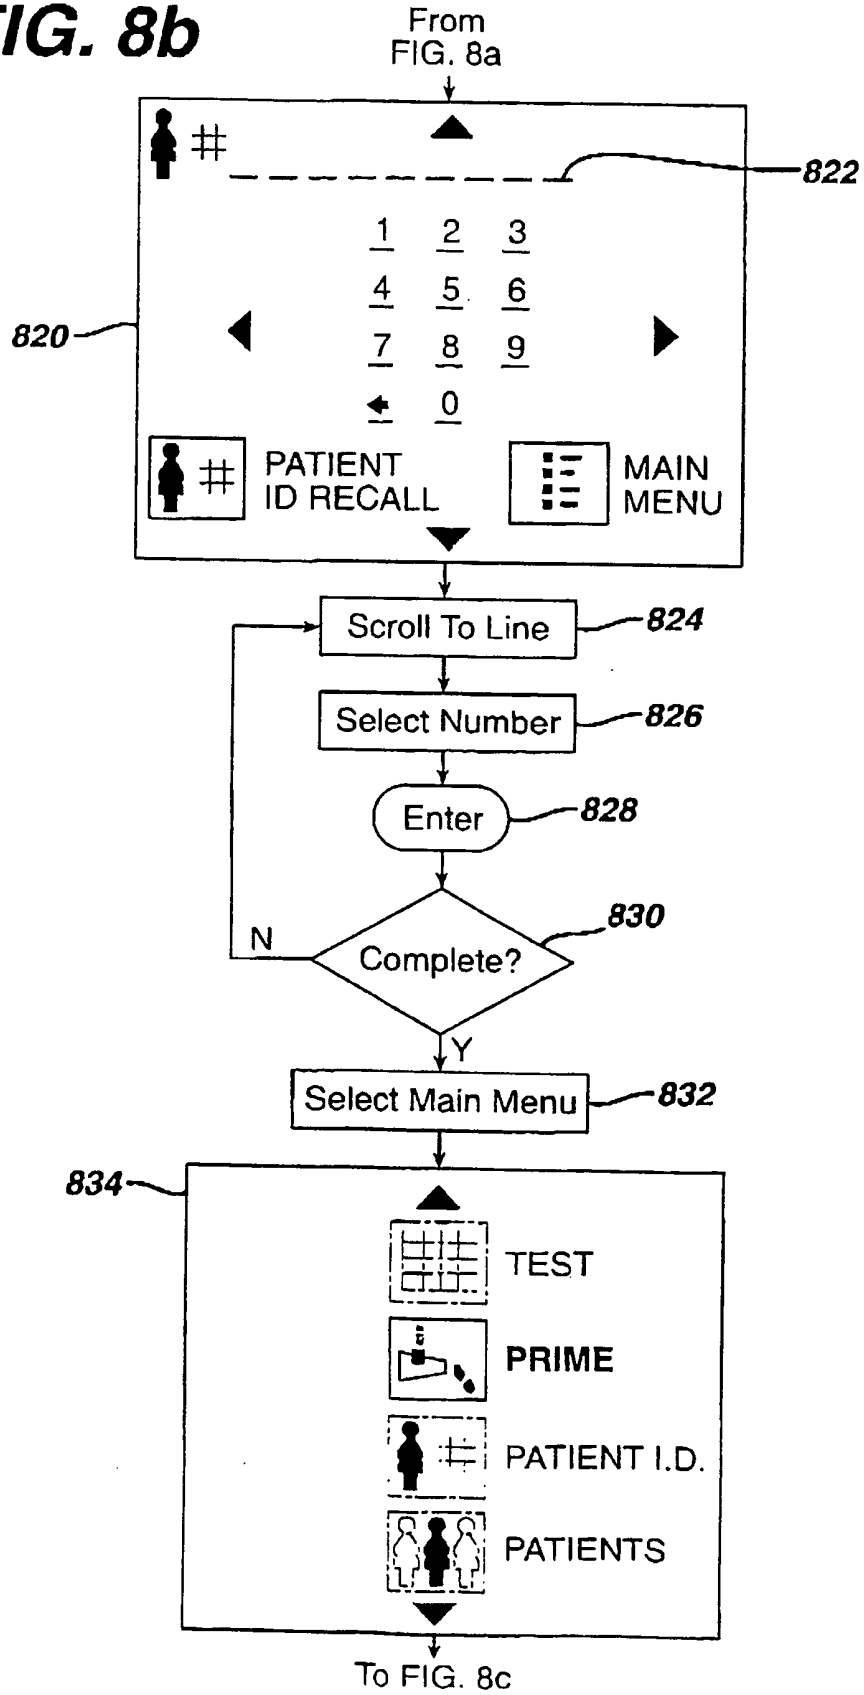 FIG. 8b
From
FIG. 8a
#
822
1 2 3
4 5 6
820
7 8 9
0
# PATIENT
ID RECALL
MAIN
MENU
Scroll To Line
824
Select Number
826
Enter
828
830
N
Complete?
Y
Select Main Menu
832
834
TEST
PRIME
# PATIENT I.D.
PATIENTS
To FIG. 8c